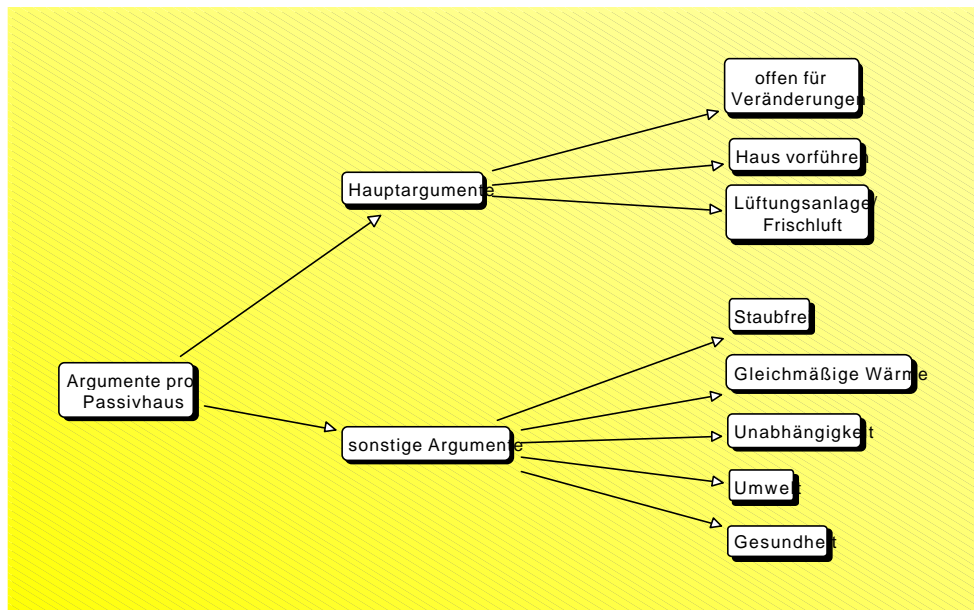 offen für
Veränderungen
Haus vorführen
Hauptargumente
Lüftungsanlage/
Frischluft
Staubfrei
Argumente pro
Passivhaus
Gleichmäßige Wärme
sonstige Argumente
Unabhängigkeit
Umwelt
Gesundheit